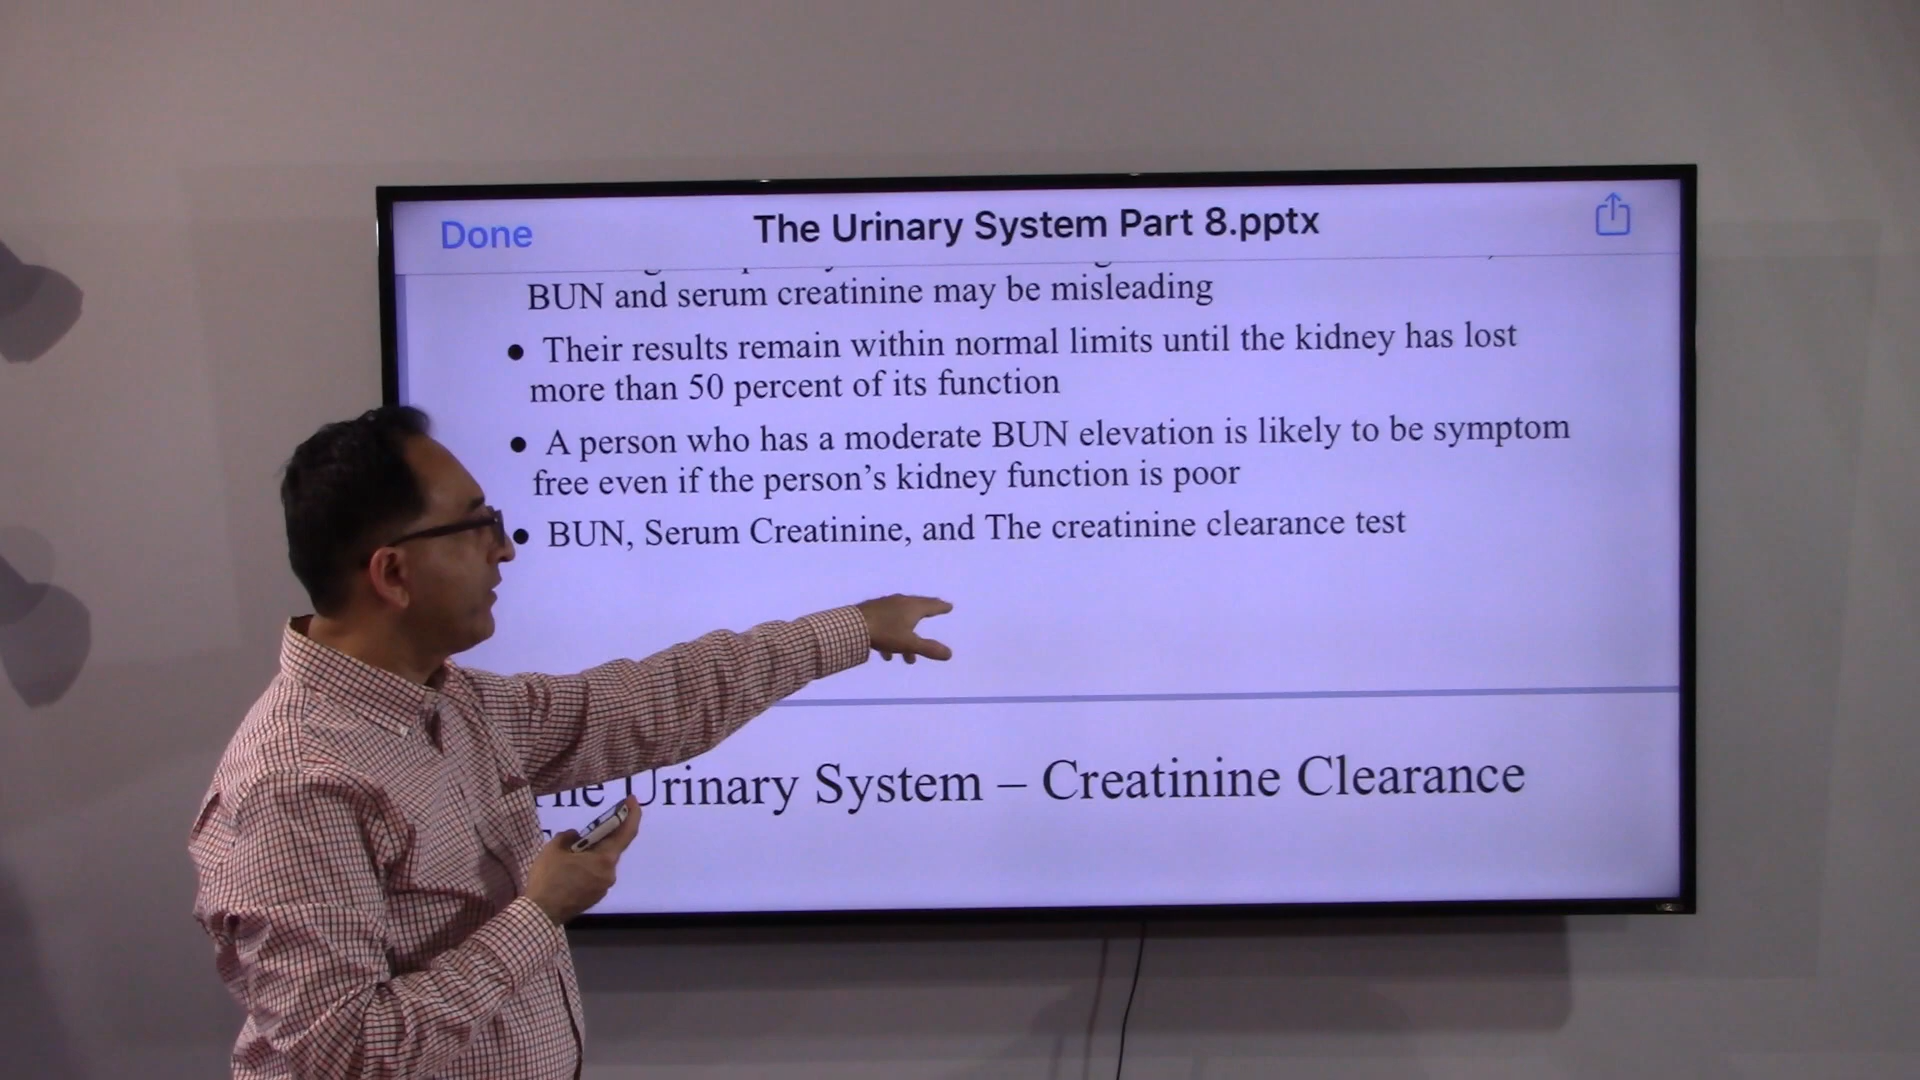 Done
The Urinary System Part 8.pptx
BUN and serum creatinine may be misleading
● Their results remain within normal limits until the kidney has lost
more than 50 percent of its function
● A person who has a moderate BUN elevation is likely to be symptom
free even if the person’s kidney function is poor
● BUN, Serum Creatinine, and The creatinine clearance test
The Urinary System – Creatinine Clearance
VIZIO